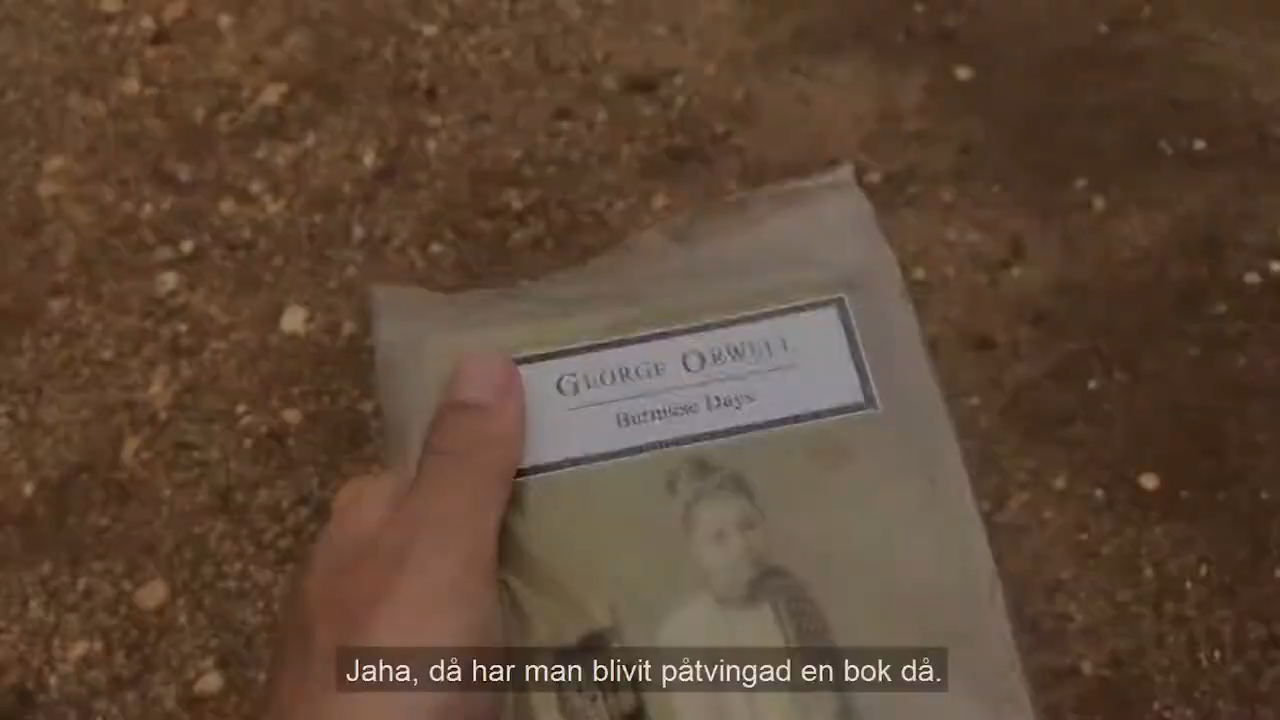 GEORGE ORWELL
Burmese Days
Jaha, då har man blivit påtvingad en bok då.